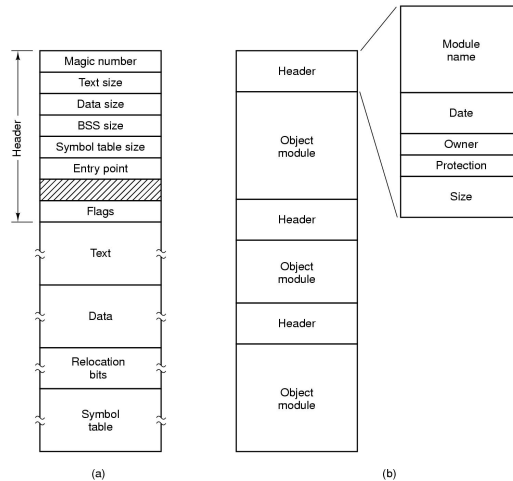 Header
Magic number
Text size
Data size
BSS size
Symbol table size
Entry point
Flags
Text
Data
Relocation
bits
Symbol
table
(a)
Header
Object
module
Header
Object
module
Header
Object
module
Module
name
Date
Owner
Protection
Size
(b)